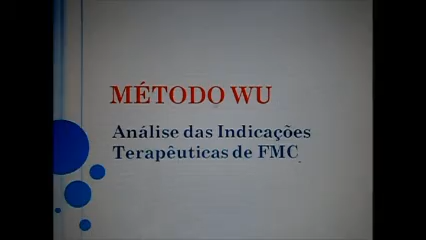 MÉTODO WU
Análise das Indicações
Terapêuticas de FMC